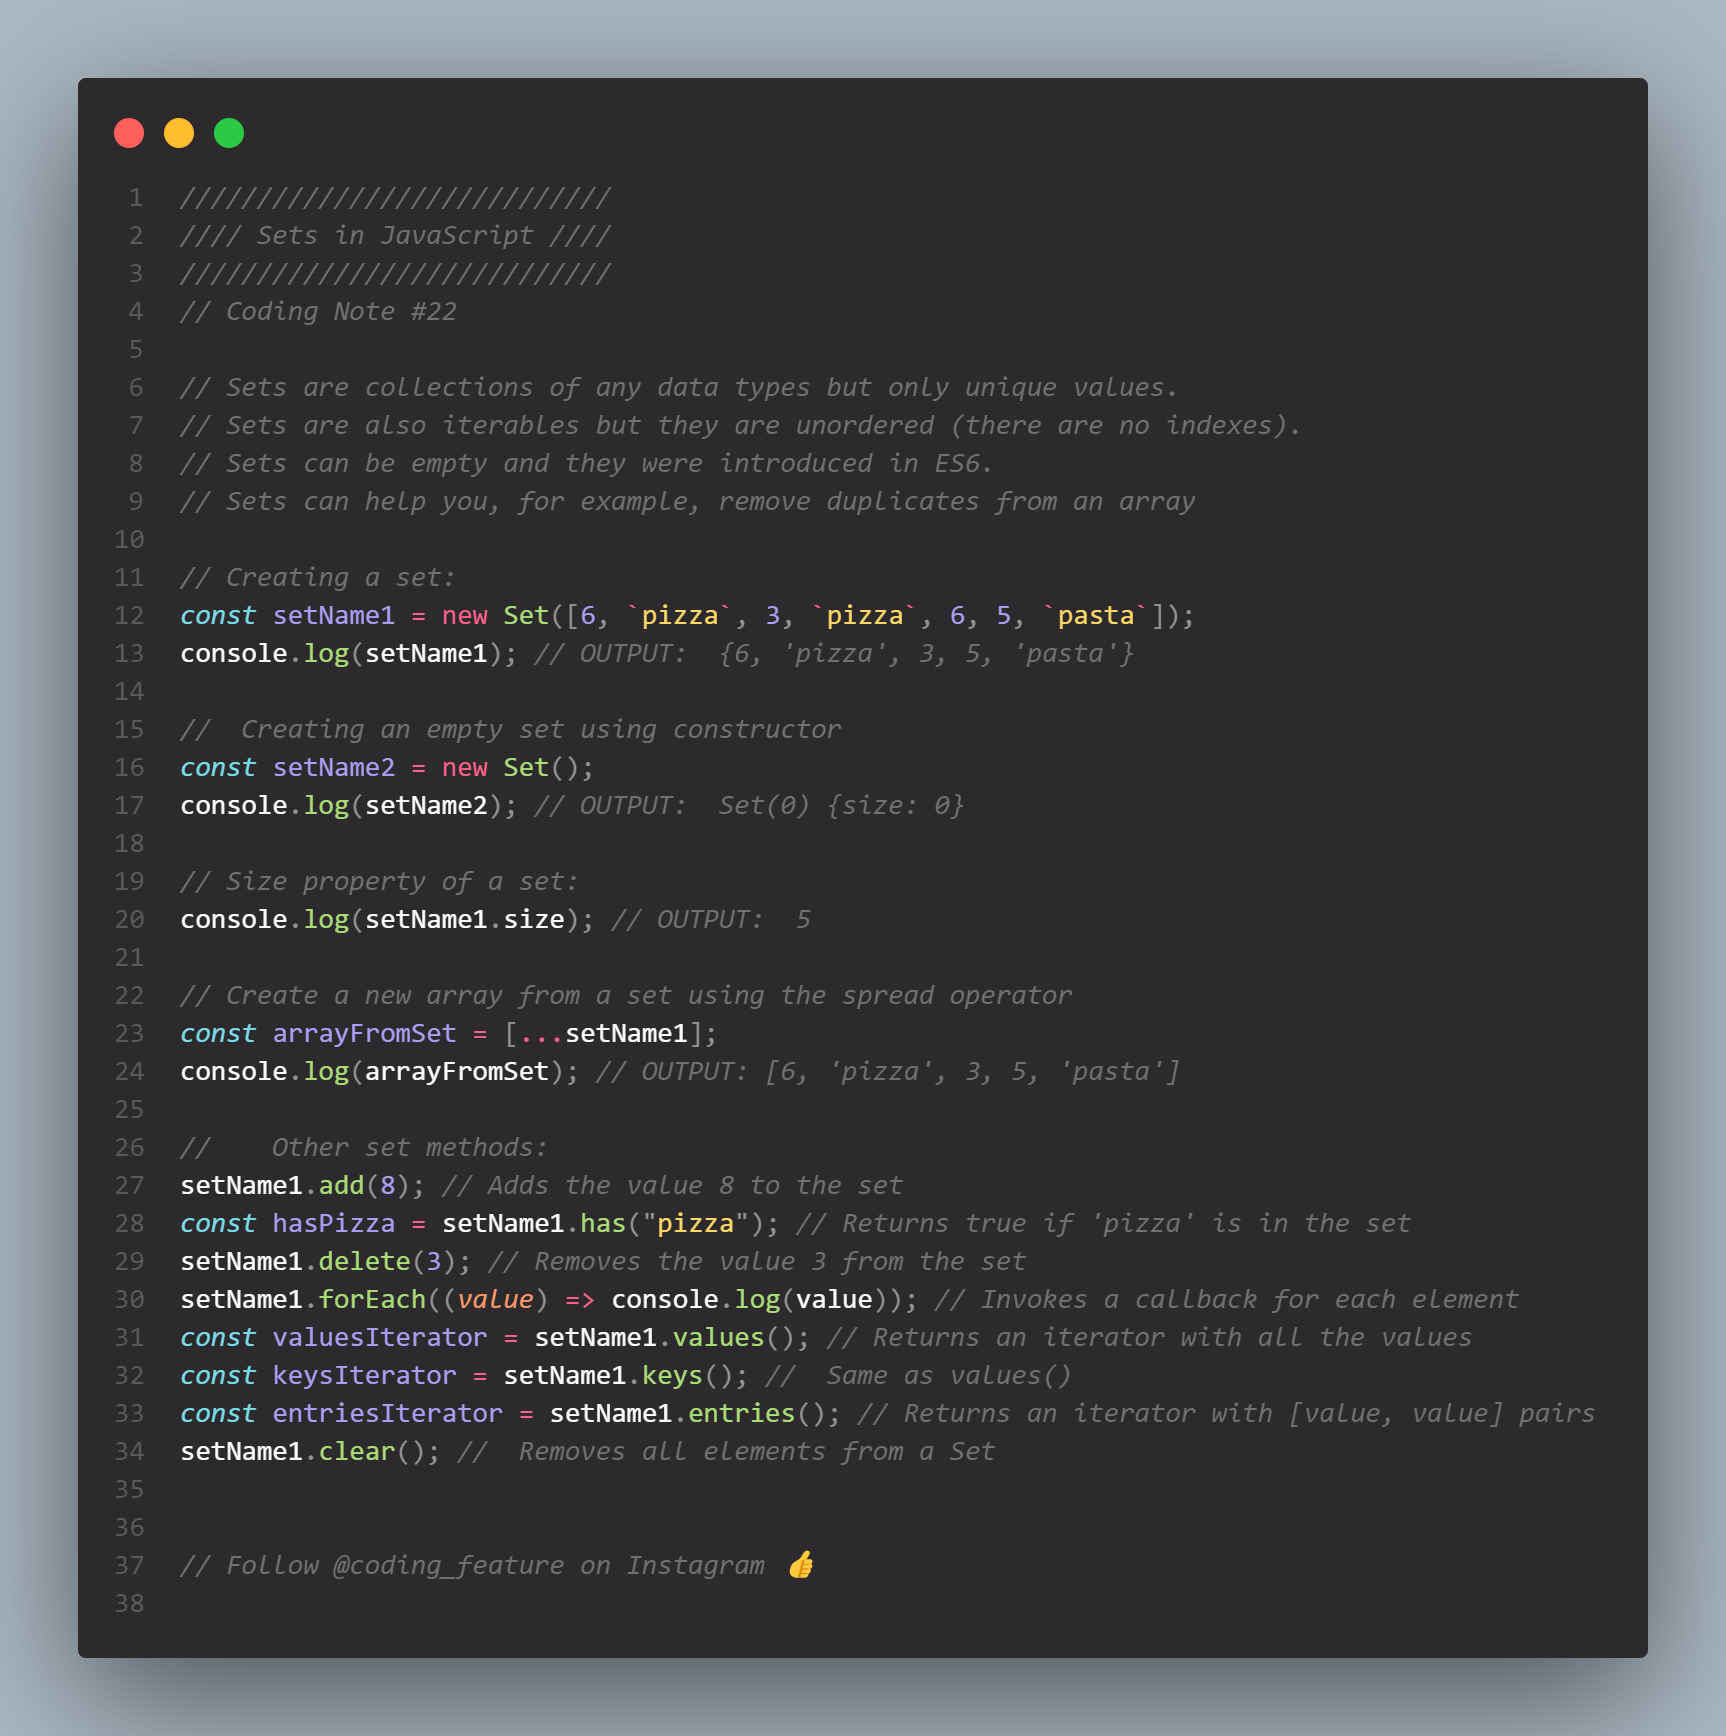 1 ////////////////////////////
2 //// Sets in JavaScript ////
3 ////////////////////////////
4 // Coding Note #22
5
6 // Sets are collections of any data types but only unique values.
7 // Sets are also iterables but they are unordered (there are no indexes).
8 // Sets can be empty and they were introduced in ES6.
9 // Sets can help you, for example, remove duplicates from an array
10
11 // Creating a set:
12 const setName1 = new Set([6, `pizza`, 3, `pizza`, 6, 5, `pasta`]);
13 console.log(setName1); // OUTPUT:  {6, 'pizza', 3, 5, 'pasta'}
14
15 //  Creating an empty set using constructor
16 const setName2 = new Set();
17 console.log(setName2); // OUTPUT:  Set(0) {size: 0}
18
19 // Size property of a set:
20 console.log(setName1.size); // OUTPUT:  5
21
22 // Create a new array from a set using the spread operator
23 const arrayFromSet = [...setName1];
24 console.log(arrayFromSet); // OUTPUT: [6, 'pizza', 3, 5, 'pasta']
25
26 //    Other set methods:
27 setName1.add(8); // Adds the value 8 to the set
28 const hasPizza = setName1.has("pizza"); // Returns true if 'pizza' is in the set
29 setName1.delete(3); // Removes the value 3 from the set
30 setName1.forEach((value) => console.log(value)); // Invokes a callback for each element
31 const valuesIterator = setName1.values(); // Returns an iterator with all the values
32 const keysIterator = setName1.keys(); //  Same as values()
33 const entriesIterator = setName1.entries(); // Returns an iterator with [value, value] pairs
34 setName1.clear(); //  Removes all elements from a Set
35
36
37 // Follow @coding_feature on Instagram 👍
38